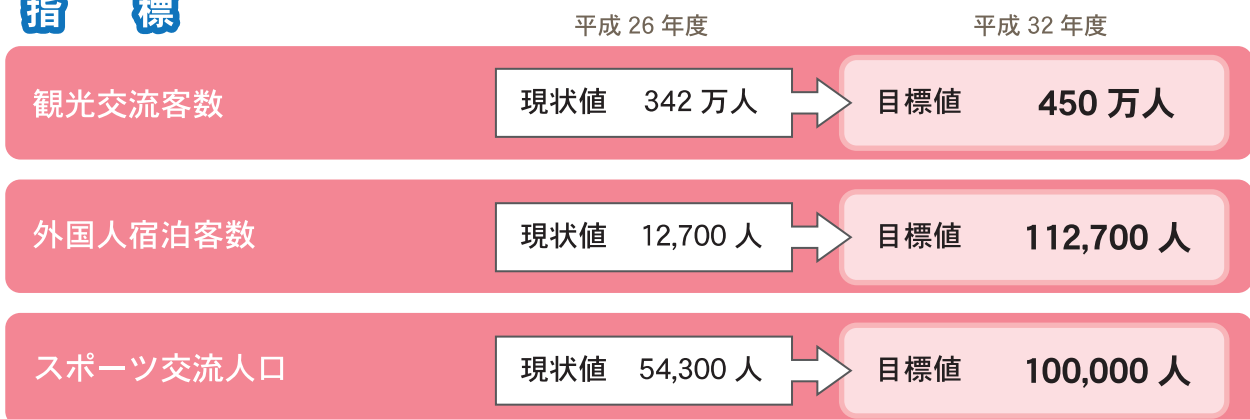 指 標
平成 26 年度 平成 32 年度
観光交流客数 現状値 342 万人 目標値 450 万人
外国人宿泊客数 現状値 12,700 人 目標値 112,700 人
スポーツ交流人口 現状値 54,300 人 目標値 100,000 人